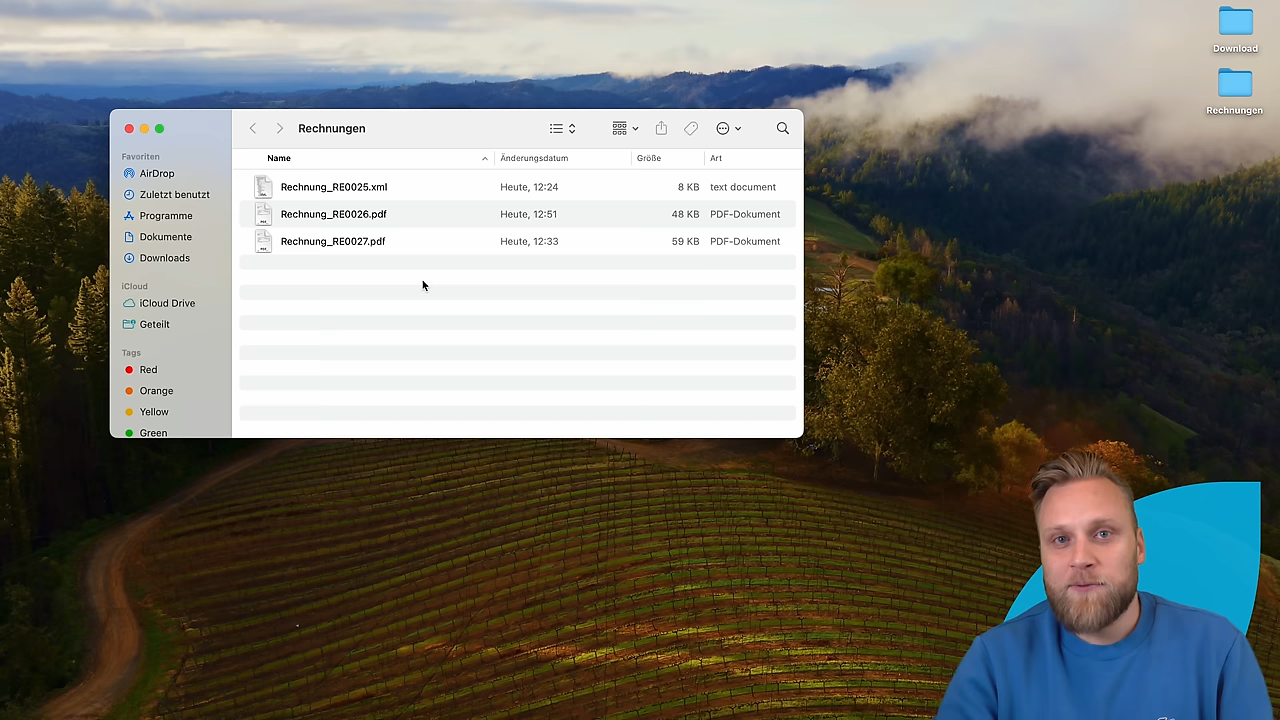 Download
Rechnungen
Rechnungen
Favoriten
AirDrop
Zuletzt benutzt
Programme
Dokumente
Downloads
iCloud
iCloud Drive
Geteilt
Tags
Red
Orange
Yellow
Green
Name Änderungsdatum Größe Art
Rechnung_RE0025.xml Heute, 12:24 8 KB text document
Rechnung_RE0026.pdf Heute, 12:51 48 KB PDF-Dokument
Rechnung_RE0027.pdf Heute, 12:33 59 KB PDF-Dokument